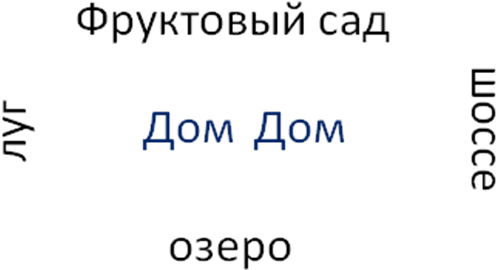 Фруктовый сад
луг
Дом Дом
шоссе
озеро